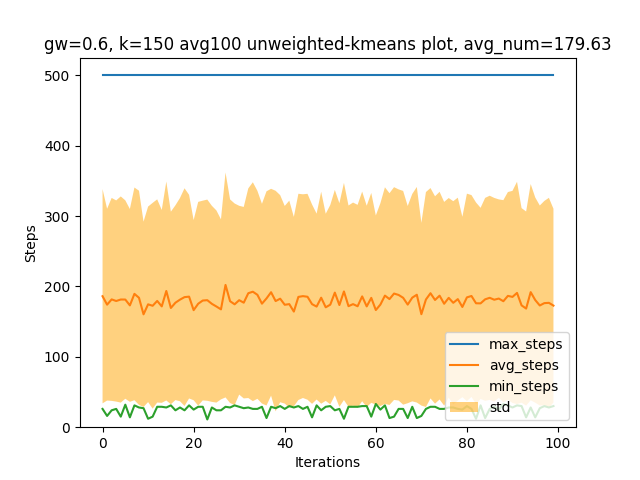 gw=0.6, k=150 avg100 unweighted-kmeans plot, avg_num=179.63
500
400
300
200
100
0
Steps
max_steps
avg_steps
min_steps
std
0
20
40
60
80
100
Iterations